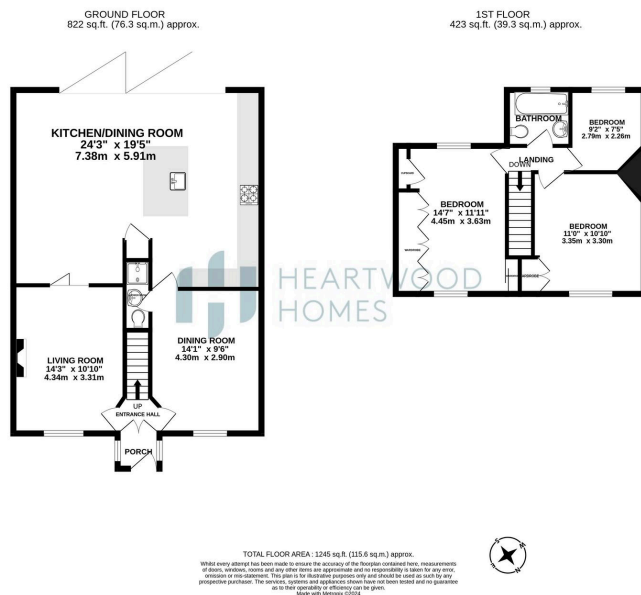 GROUND FLOOR
822 sq.ft. (76.3 sq.m.) approx.
1ST FLOOR
423 sq.ft. (39.3 sq.m.) approx.
KITCHEN/DINING ROOM
24'3" x 19'5"
7.38m x 5.91m
LIVING ROOM
14'3" x 10'10"
4.34m x 3.31m
DINING ROOM
14'1" x 9'6"
4.30m x 2.90m
UP
ENTRANCE HALL
PORCH
BATHROOM
BEDROOM
9'2" x 7'5"
2.79m x 2.26m
LANDING
DOWN
BEDROOM
14'7" x 11'11"
4.45m x 3.63m
BEDROOM
11'0" x 10'10"
3.35m x 3.30m
HEARTWOOD
HOMES
TOTAL FLOOR AREA : 1245 sq.ft. (115.6 sq.m.) approx.
Whilst every attempt has been made to ensure the accuracy of the floorplan contained here, measurements
of doors, windows, rooms and any other items are approximate and no responsibility is taken for any error,
omission or mis-statement. This plan is for illustrative purposes only and should be used as such by any
prospective purchaser. The services, systems and appliances shown have not been tested and no guarantee
as to their operability or efficiency can be given.
Made with Metropix ©2024